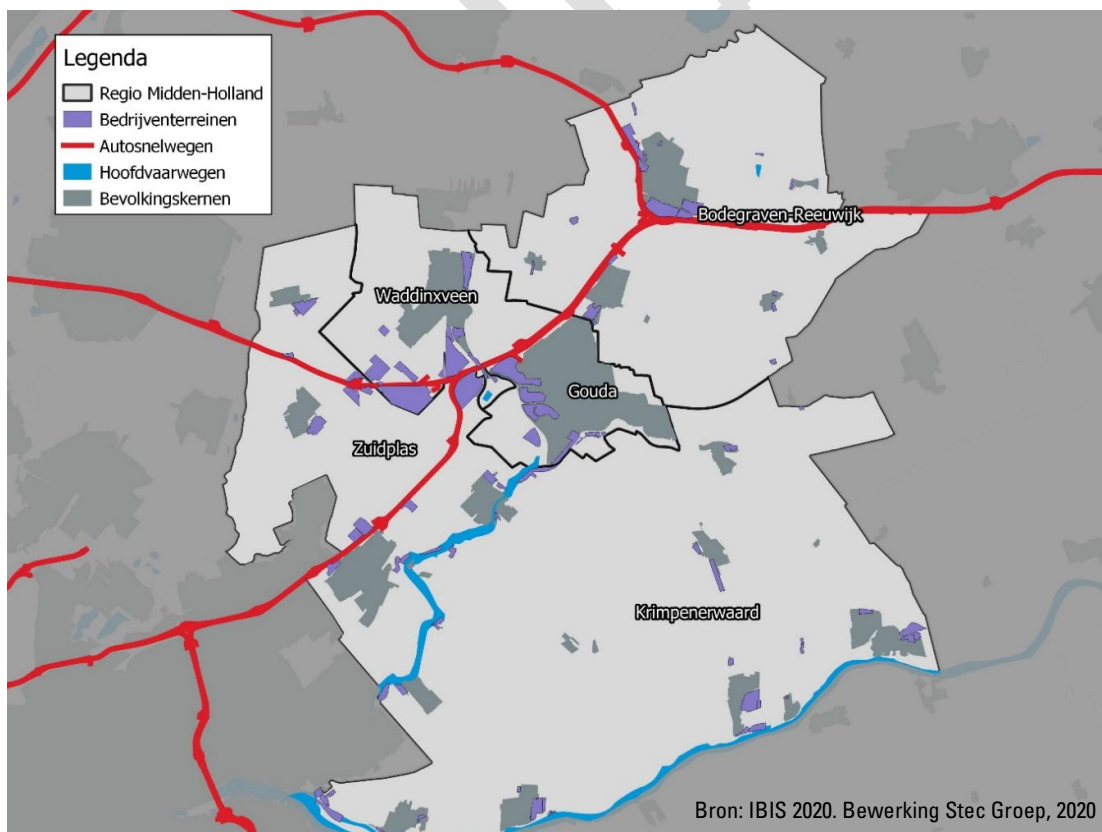 Legenda
Regio Midden-Holland
Bedrijventerreinen
Autosnelwegen
Hoofdvaarwegen
Bevolkingskernen
Bodegraven-Reeuwijk
Waddinxveen
Gouda
Zuidplas
Krimpenerwaard
Bron: IBIS 2020. Bewerking Stec Groep, 2020